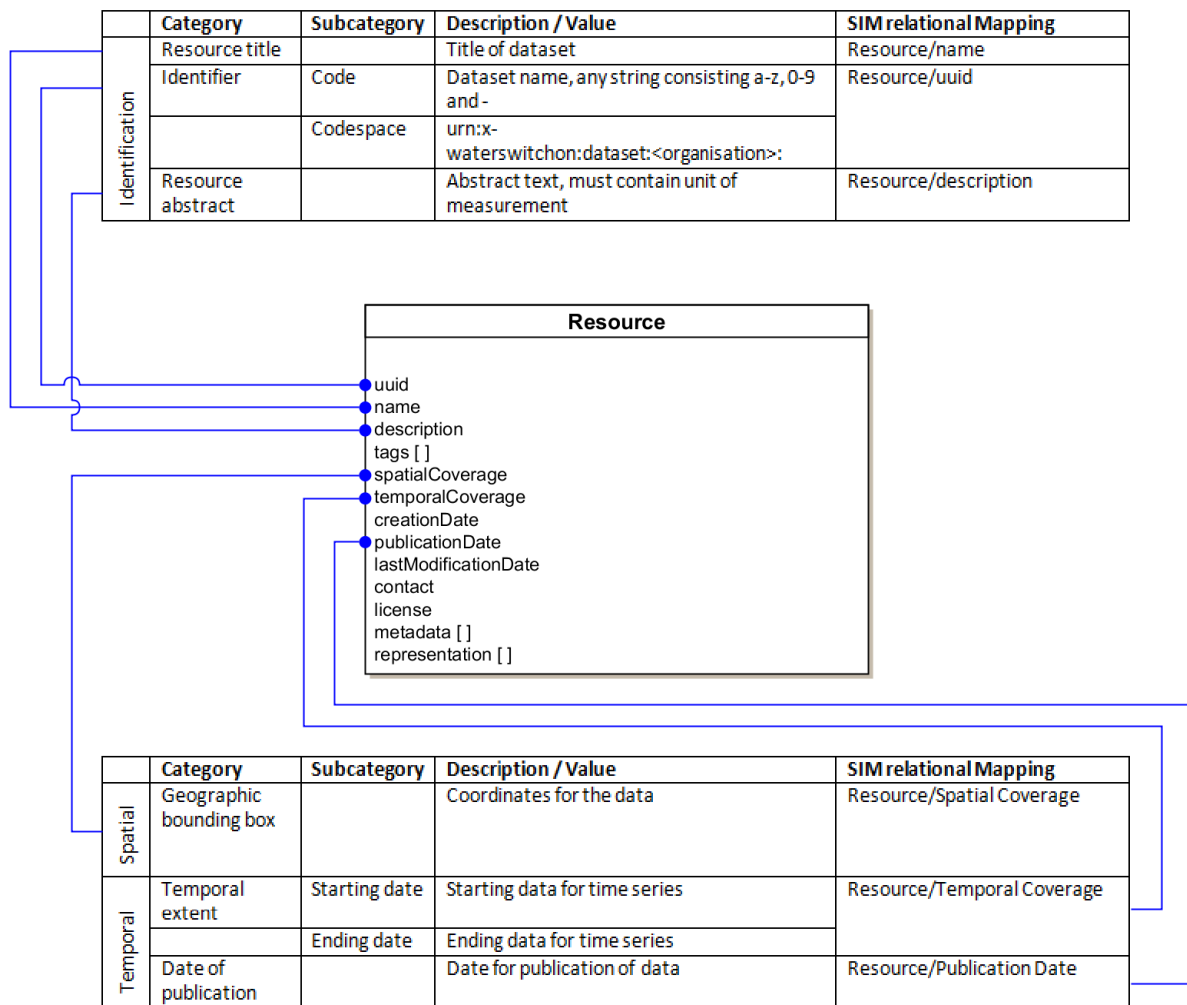 Category Subcategory Description / Value SIM relational Mapping
Identification
Resource title Title of dataset Resource/name
Identifier Code Dataset name, any string consisting a-z, 0-9 Resource/uuid
and -
Codespace urn:x-
waterswitchon:dataset:<organisation>:
Resource Abstract text, must contain unit of Resource/description
abstract measurement
Resource
uuid
name
description
tags [ ]
spatialCoverage
temporalCoverage
creationDate
publicationDate
lastModificationDate
contact
license
metadata [ ]
representation [ ]
Category Subcategory Description / Value SIM relational Mapping
Spatial
Geographic Coordinates for the data Resource/Spatial Coverage
bounding box
Temporal
Temporal Starting date Starting data for time series Resource/Temporal Coverage
extent
Ending date Ending data for time series
Date of Date for publication of data Resource/Publication Date
publication